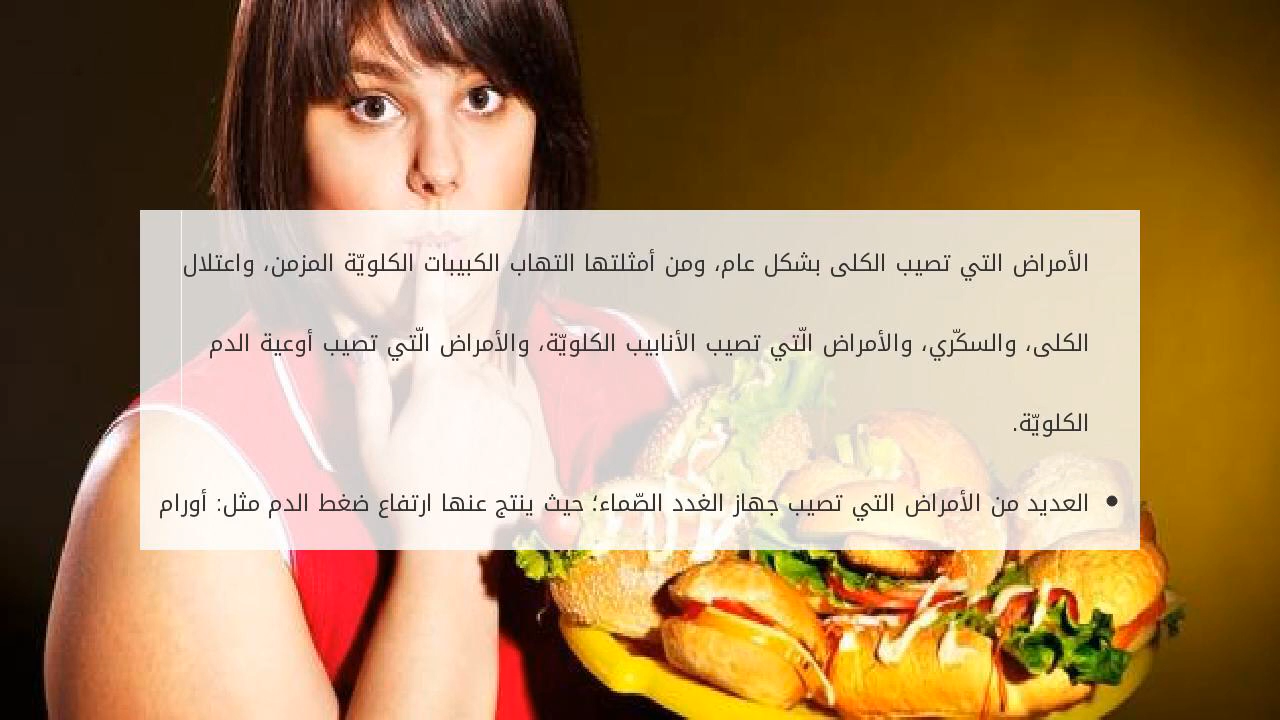 الأمراض التي تصيب الكلى بشكل عام، ومن أمثلتها التهاب الكبيبات الكلويّة المزمن، واعتلال
الكلى، والسكّري، والأمراض الّتي تصيب الأنابيب الكلويّة، والأمراض الّتي تصيب أوعية الدم
الكلويّة.
• العديد من الأمراض التي تصيب جهاز الغدد الصّماء؛ حيث ينتج عنها ارتفاع ضغط الدم مثل: أورام